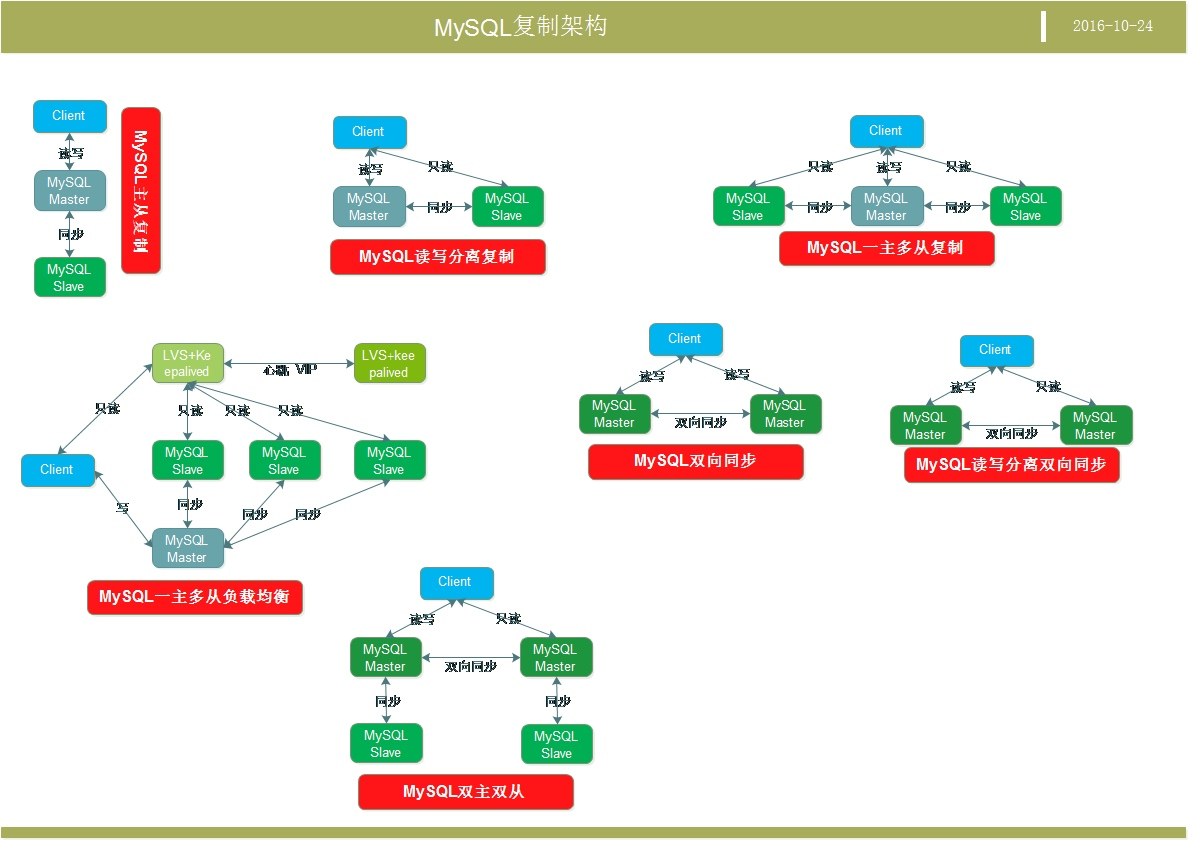 MySQL复制架构
2016-10-24
Client
读写
MySQL
Master
同步
MySQL
Slave
MySQL主从复制
Client
读写
只读
MySQL
Master
同步
MySQL
Slave
MySQL读写分离复制
Client
只读
读写
只读
MySQL
Slave
同步
MySQL
Master
同步
MySQL
Slave
MySQL一主多从复制
LVS+Ke
epalived
心跳 VIP
LVS+kee
palived
只读
只读
只读
只读
Client
MySQL
Slave
MySQL
Slave
MySQL
Slave
写
同步
同步
同步
MySQL
Master
MySQL一主多从负载均衡
Client
读写
读写
MySQL
Master
双向同步
MySQL
Master
MySQL双向同步
Client
读写
只读
MySQL
Master
双向同步
MySQL
Master
MySQL读写分离双向同步
Client
读写
只读
MySQL
Master
双向同步
MySQL
Master
同步
同步
MySQL
Slave
MySQL
Slave
MySQL双主双从